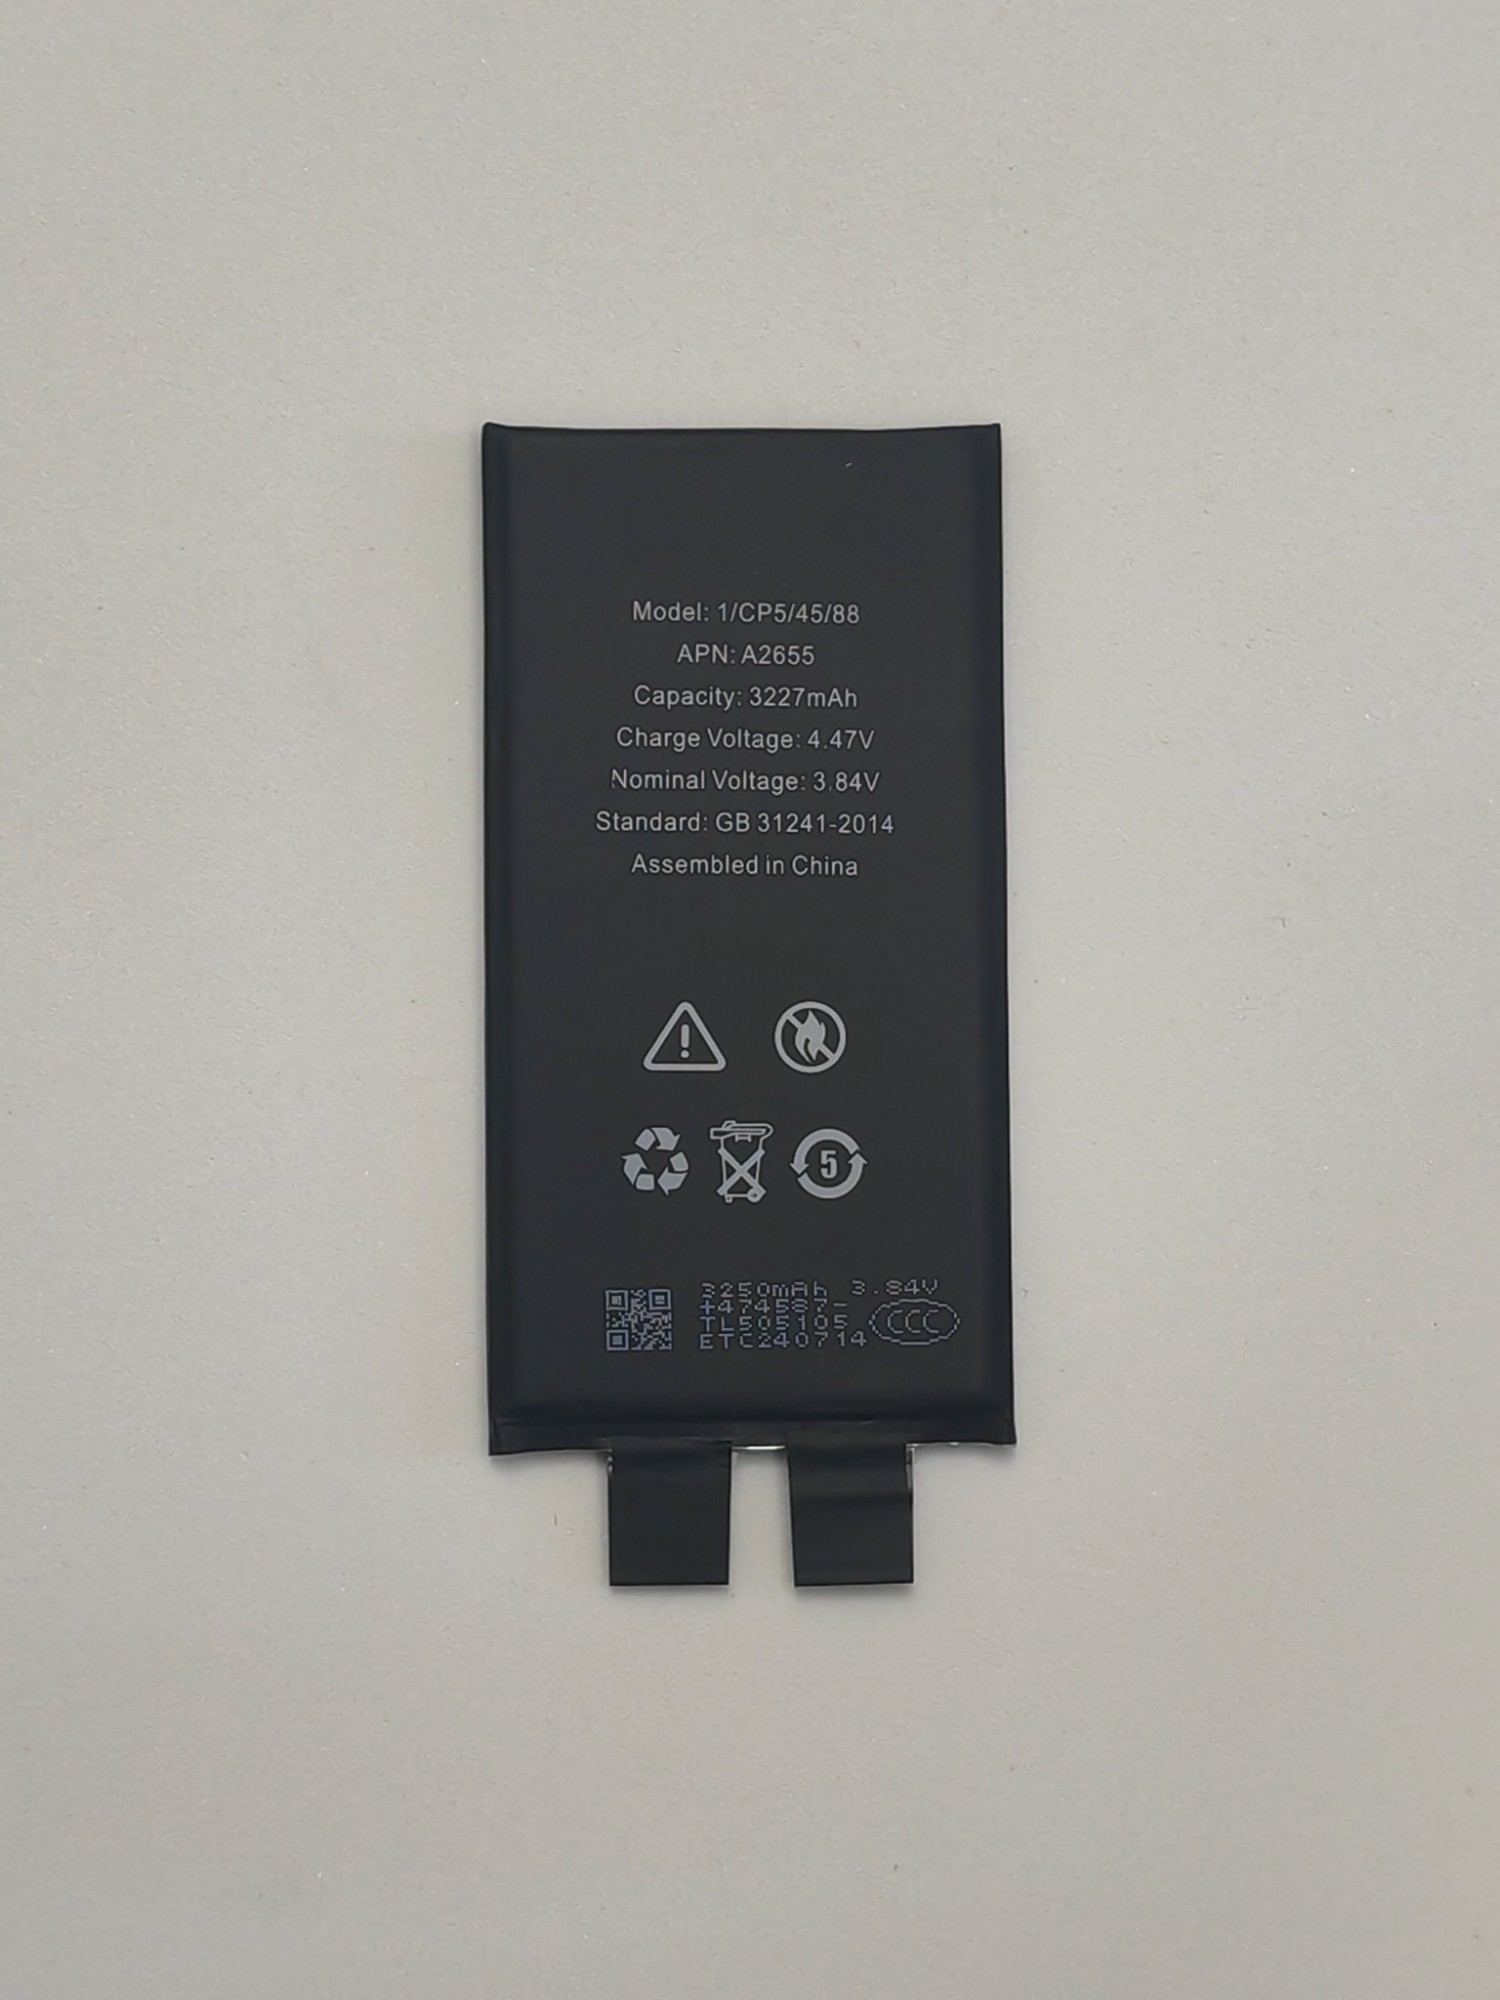 Model: 1/CP5/45/88
APN: A2655
Capacity: 3227mAh
Charge Voltage: 4.47V
Nominal Voltage: 3.84V
Standard: GB 31241-2014
Assembled in China
5
3250mAh 3.84V
+474587-
TL505105
ETC240714
CCC